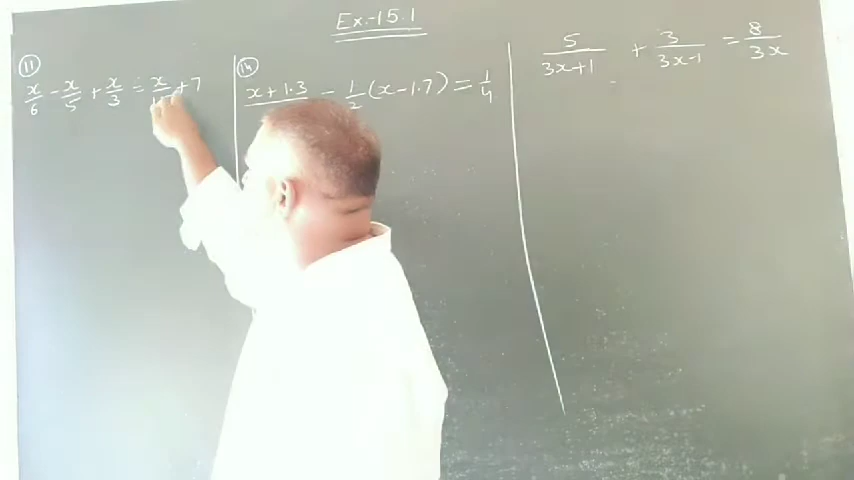 Ex.-15.1
11
x/6 - x/5 + x/3 = x/ + 7
14
x+1.3/ - 1/2 (x-1.7) = 1/4
5/3x+1 + 3/3x-1 = 8/3x